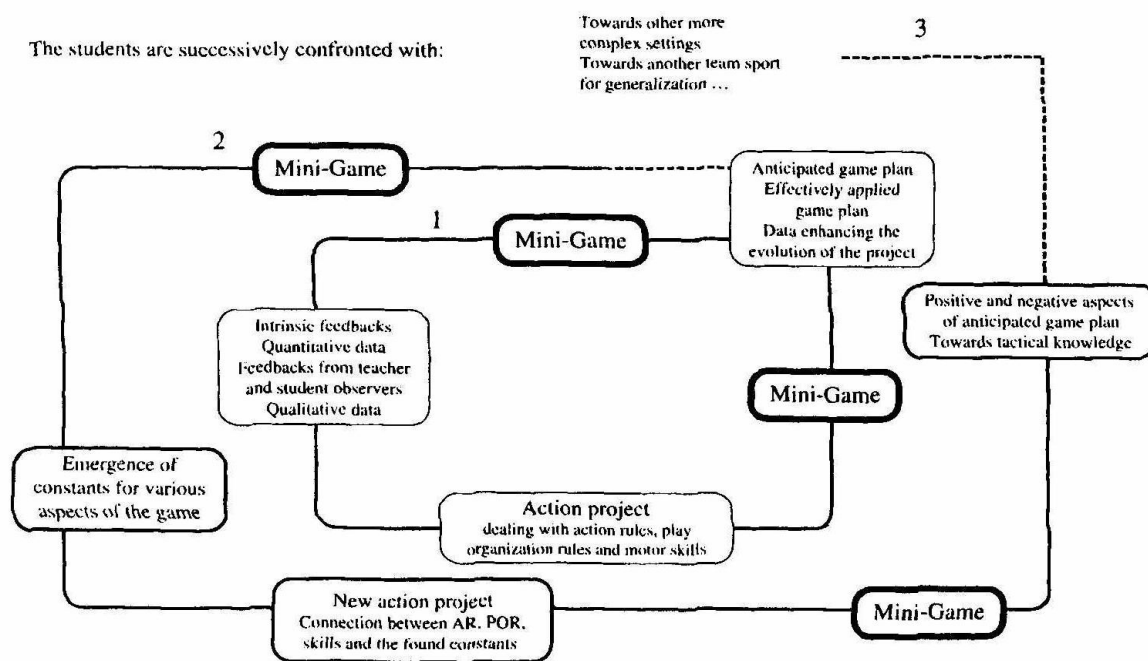 The students are successively confronted with:
Towards other more
complex settings
Towards another team sport
for generalization ...
3
2
Mini-Game
1
Mini-Game
Anticipated game plan
Effectively applied
game plan
Data enhancing the
evolution of the project
Intrinsic feedbacks
Quantitative data
Feedbacks from teacher
and student observers
Qualitative data
Positive and negative aspects
of anticipated game plan
Towards tactical knowledge
Mini-Game
Emergence of
constants for various
aspects of the game
Action project
dealing with action rules, play
organization rules and motor skills
New action project
Connection between AR, POR,
skills and the found constants
Mini-Game